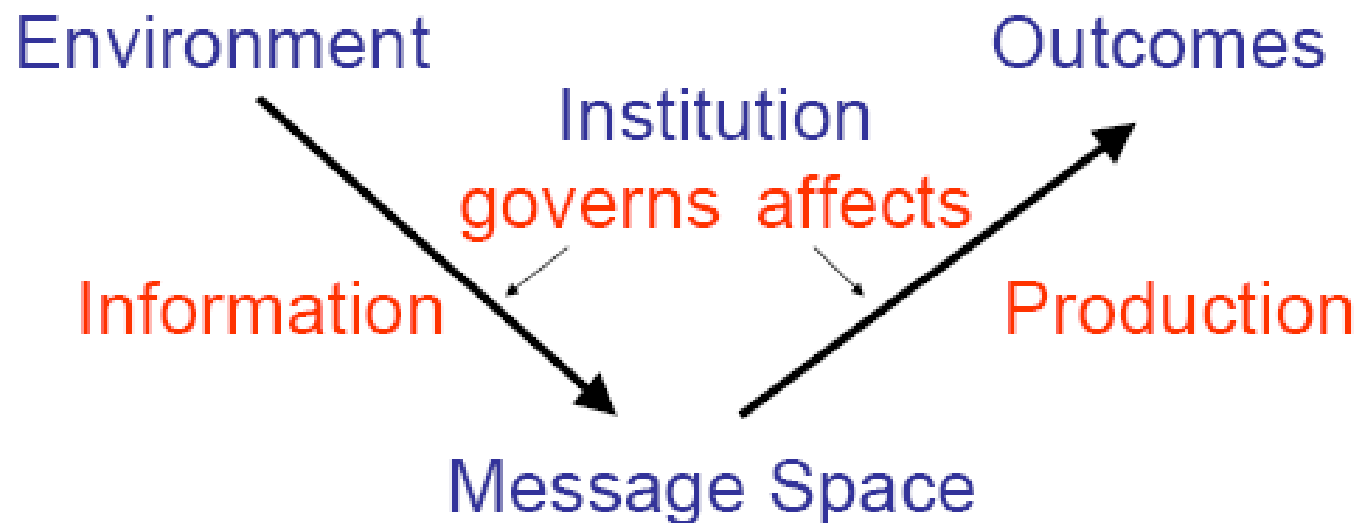 Environment
Outcomes
Institution
governs affects
Information
Production
Message Space